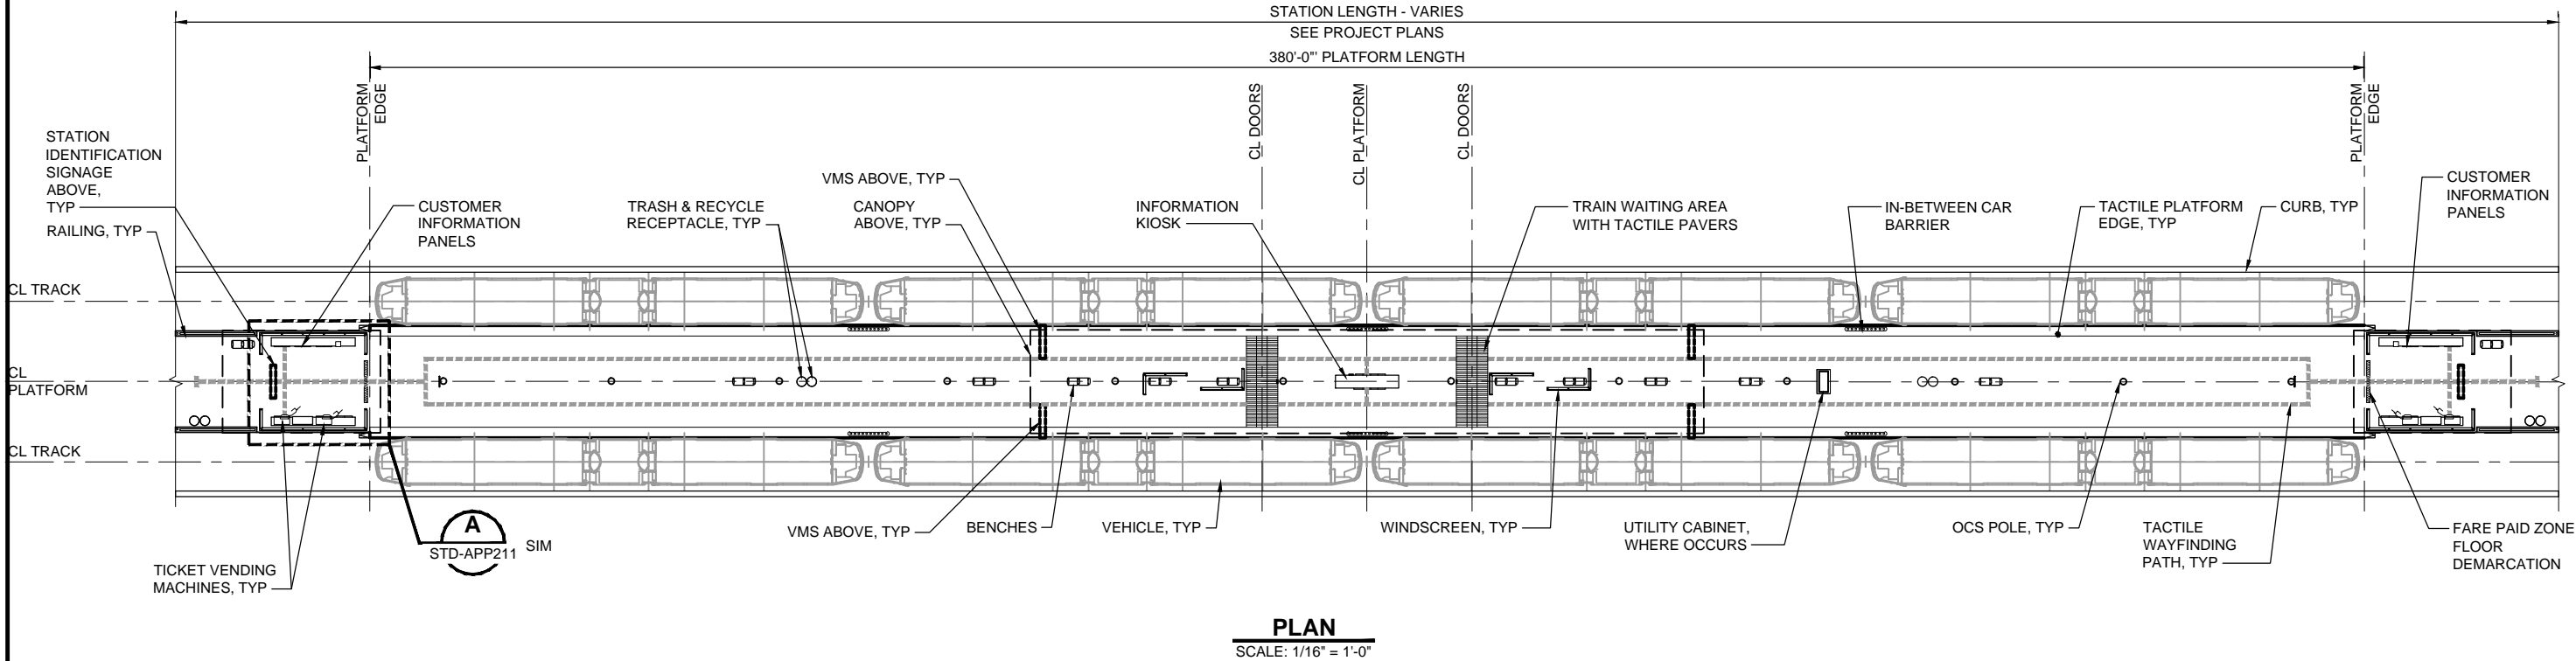 STATION LENGTH - VARIES
SEE PROJECT PLANS
380'-0"' PLATFORM LENGTH
PLATFORM
EDGE
CL DOORS
CL PLATFORM
CL DOORS
PLATFORM
EDGE
STATION
IDENTIFICATION
SIGNAGE
ABOVE,
TYP
RAILING, TYP
CUSTOMER
INFORMATION
PANELS
TRASH & RECYCLE
RECEPTACLE, TYP
VMS ABOVE, TYP
CANOPY
ABOVE, TYP
INFORMATION
KIOSK
TRAIN WAITING AREA
WITH TACTILE PAVERS
IN-BETWEEN CAR
BARRIER
TACTILE PLATFORM
EDGE, TYP
CURB, TYP
CUSTOMER
INFORMATION
PANELS
CL TRACK
CL
PLATFORM
CL TRACK
A
STD-APP211
SIM
TICKET VENDING
MACHINES, TYP
VMS ABOVE, TYP
BENCHES
VEHICLE, TYP
WINDSCREEN, TYP
UTILITY CABINET,
WHERE OCCURS
OCS POLE, TYP
TACTILE
WAYFINDING
PATH, TYP
FARE PAID ZONE
FLOOR
DEMARCATION
PLAN
SCALE: 1/16" = 1'-0"